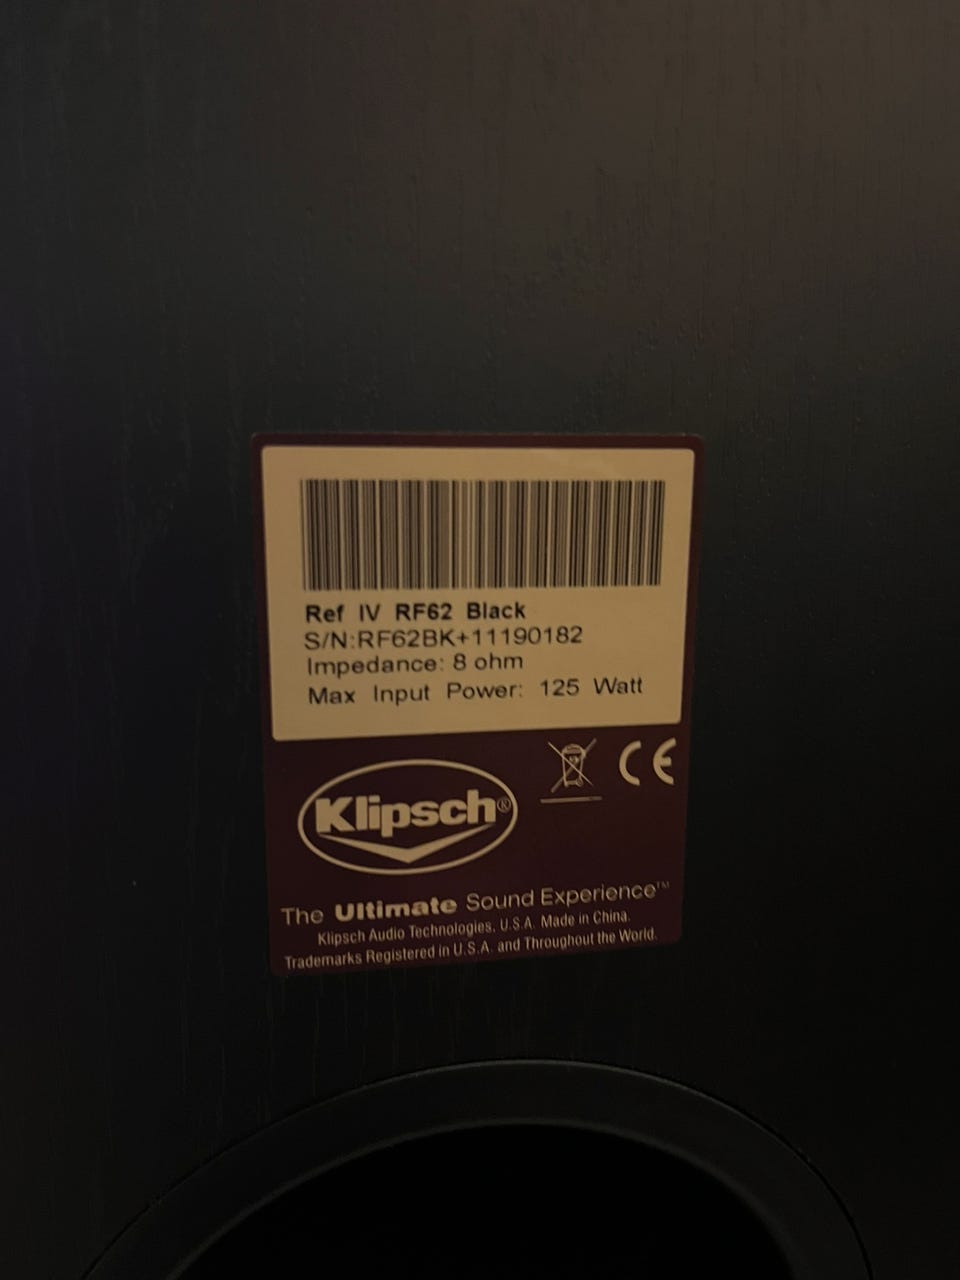 Ref IV RF62 Black
S/N:RF62BK+11190182
Impedance: 8 ohm
Max Input Power: 125 Watt
CE
Klipsch®
The Ultimate Sound Experience™
Klipsch Audio Technologies, U.S.A. Made in China.
Trademarks Registered in U.S.A. and Throughout the World.